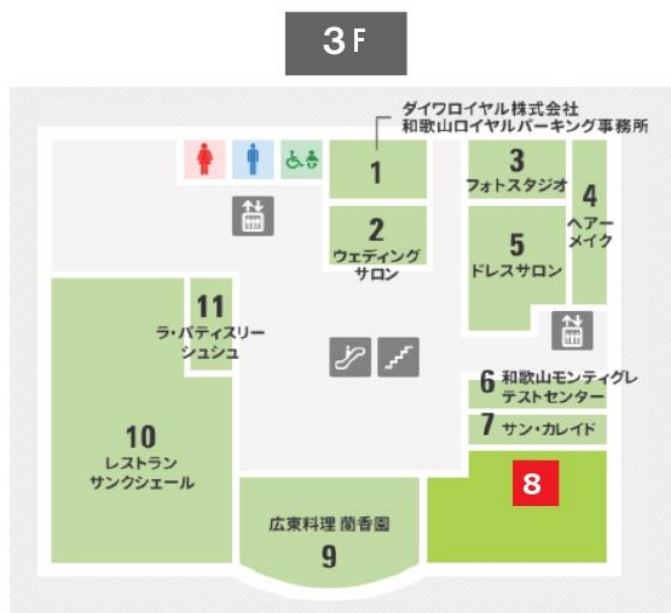 3F
ダイワロイヤル株式会社
和歌山ロイヤルパーキング事務所
1
2
ウェディング
サロン
3
フォトスタジオ
4
ヘアー
メイク
5
ドレスサロン
11
ラ・パティスリー
シュシュ
6 和歌山モンティグレ
テストセンター
7 サン・カレイド
10
レストラン
サンクシェール
8
広東料理 蘭香園
9